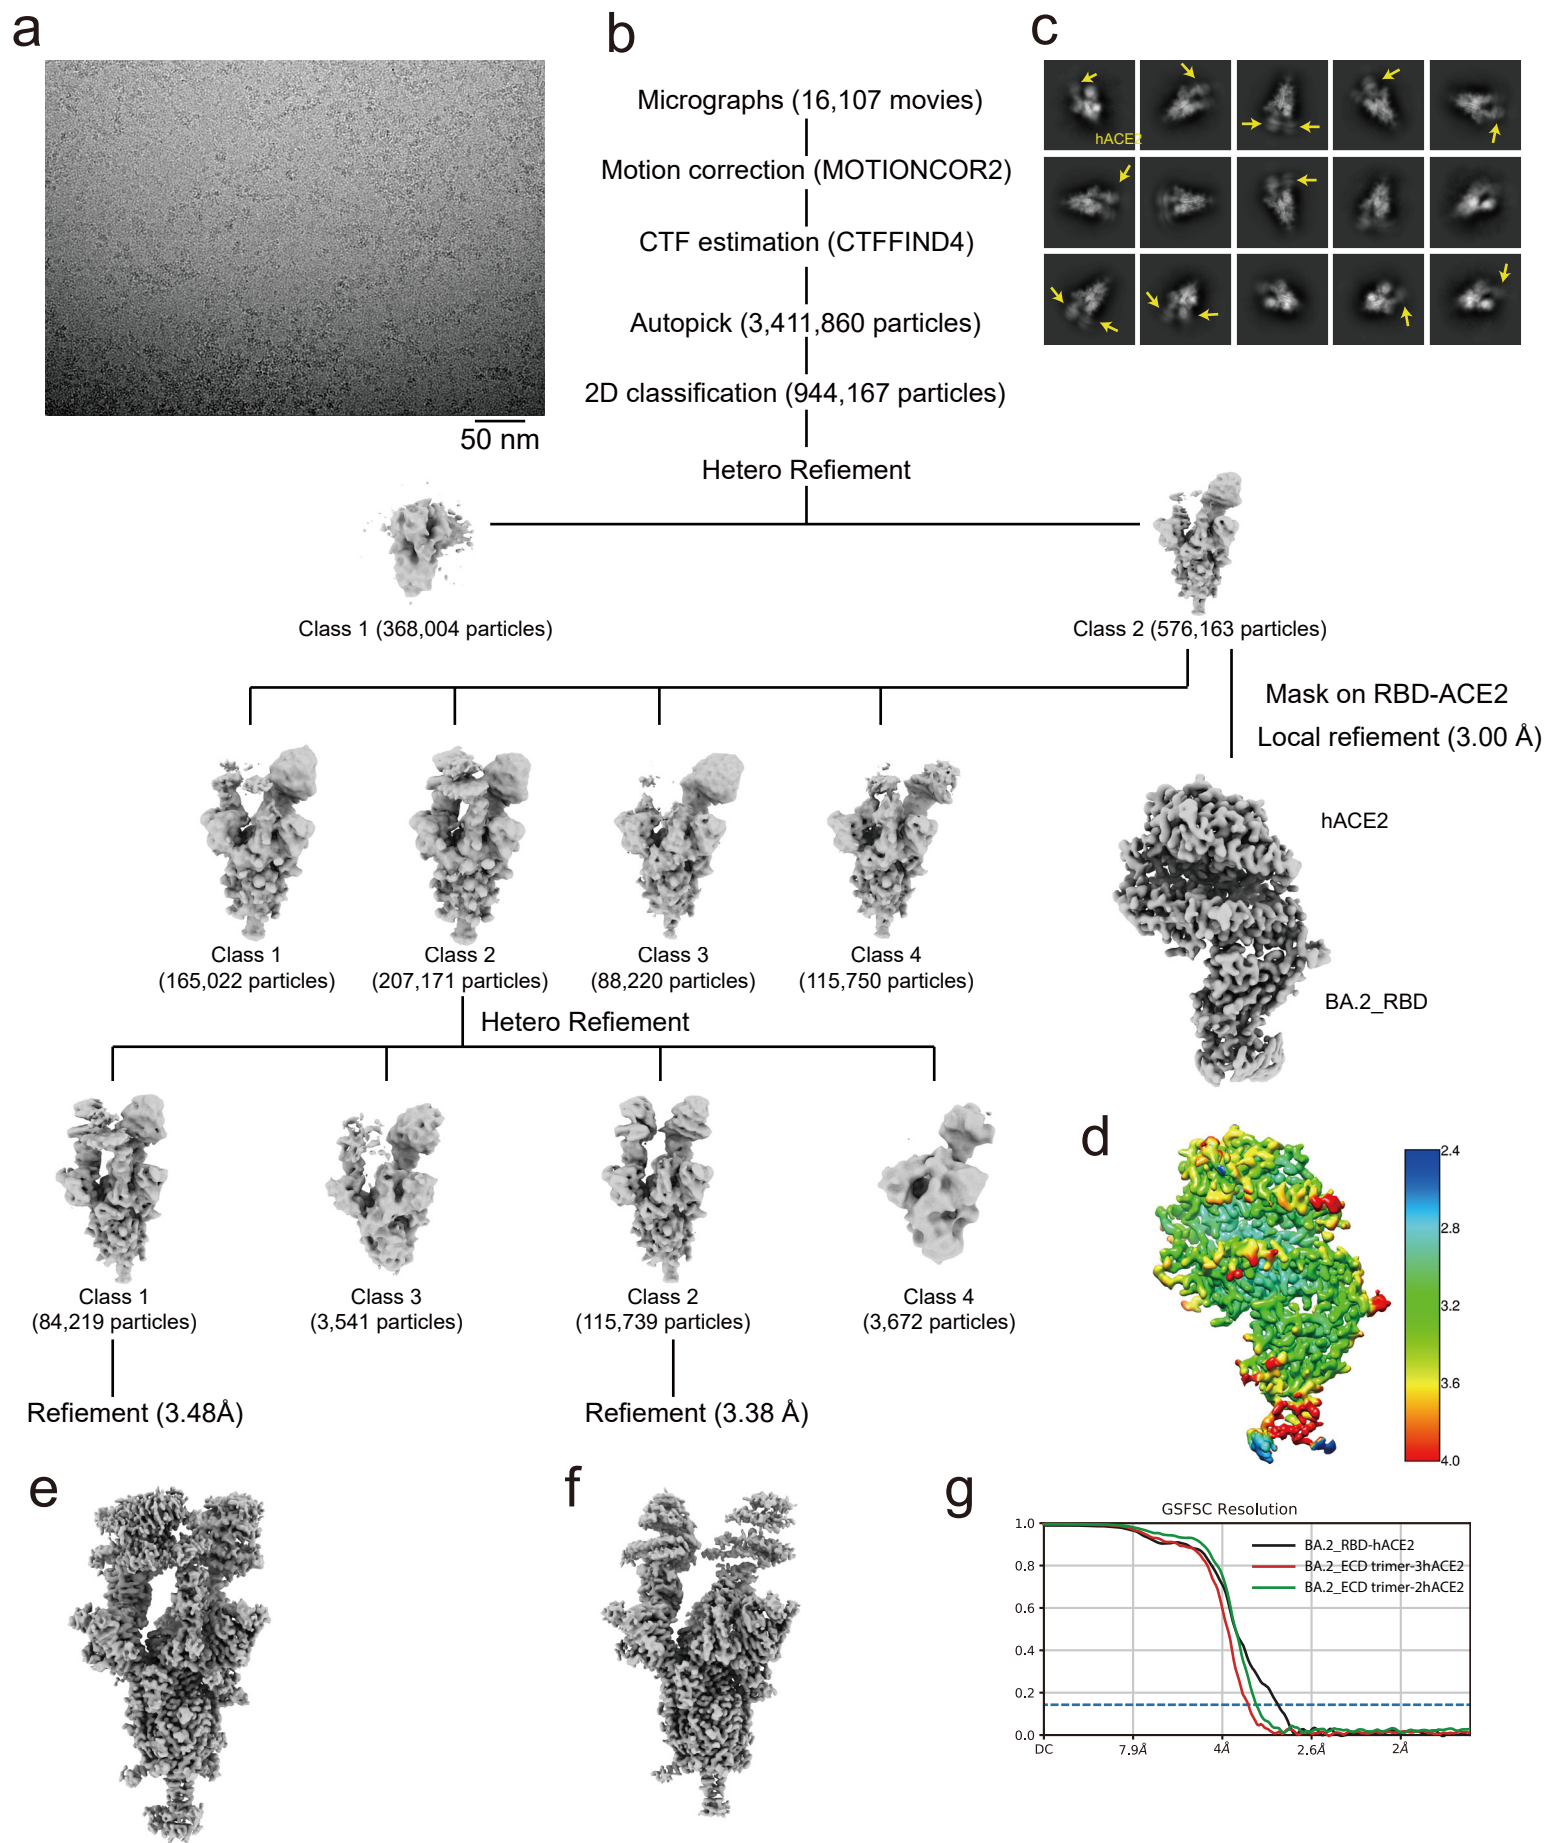 a
50 nm
b
Micrographs (16,107 movies)
Motion correction (MOTIONCOR2)
CTF estimation (CTFFIND4)
Autopick (3,411,860 particles)
2D classification (944,167 particles)
Hetero Refiement
c
hACE2
Class 1 (368,004 particles)
Class 2 (576,163 particles)
Mask on RBD-ACE2
Local refiement (3.00 Å)
hACE2
BA.2_RBD
Class 1
(165,022 particles)
Class 2
(207,171 particles)
Class 3
(88,220 particles)
Class 4
(115,750 particles)
Hetero Refiement
Class 1
(84,219 particles)
Class 3
(3,541 particles)
Class 2
(115,739 particles)
Class 4
(3,672 particles)
Refiement (3.48Å)
Refiement (3.38 Å)
d
2.4
2.8
3.2
3.6
4.0
e
f
g
GSFSC Resolution
1.0
0.8
0.6
0.4
0.2
0.0
BA.2_RBD-hACE2
BA.2_ECD trimer-3hACE2
BA.2_ECD trimer-2hACE2
DC
7.9Å
4Å
2.6Å
2Å